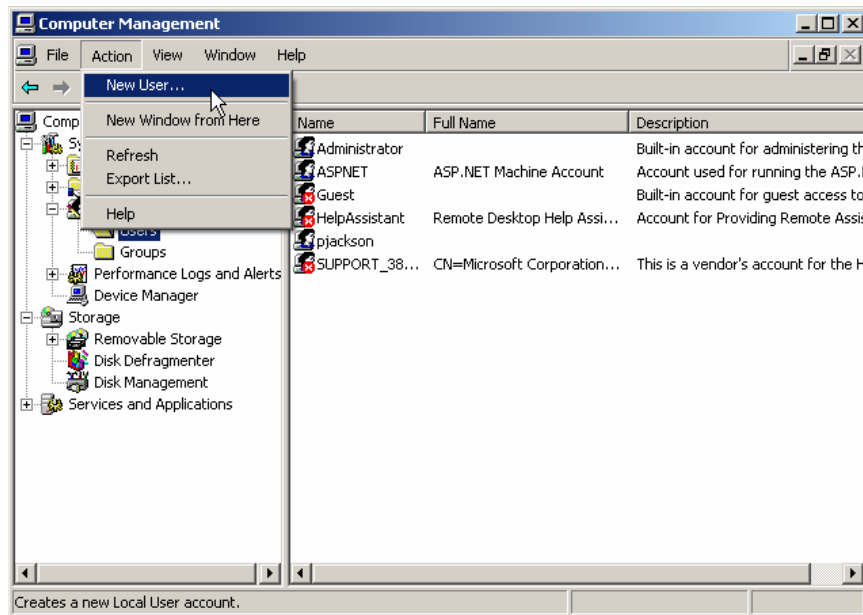 Computer Management
File Action View Window Help
New User...
New Window from Here
Refresh
Export List...
Help
Comp
Sy
Users
Groups
Performance Logs and Alerts
Device Manager
Storage
Removable Storage
Disk Defragmenter
Disk Management
Services and Applications
Name Full Name Description
Administrator Built-in account for administering th
ASPNET ASP.NET Machine Account Account used for running the ASP.
Guest Built-in account for guest access to
HelpAssistant Remote Desktop Help Assi... Account for Providing Remote Assis
pjackson
SUPPORT_38... CN=Microsoft Corporation... This is a vendor's account for the H
Creates a new Local User account.